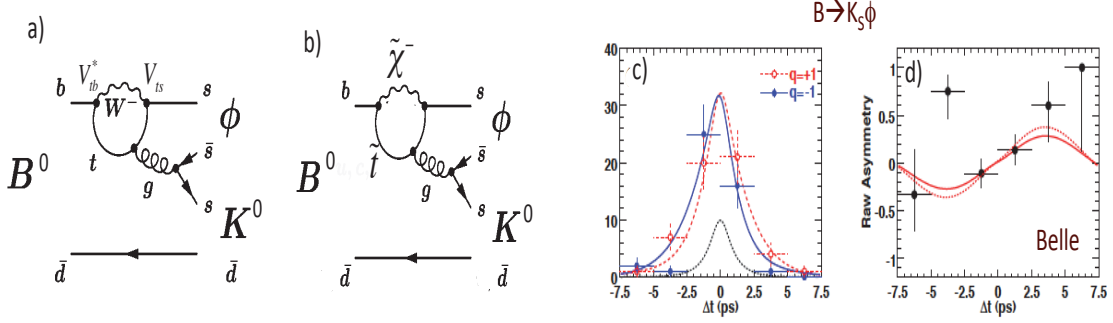 B→K_Sφ
a)
V*_tb
V_ts
b
W⁻
s
φ
t
g
s̄
B⁰
s
K⁰
d̄
d̄
b)
χ̃⁻
b
s
φ
t̃
g
s̄
B⁰
s
K⁰
d̄
d̄
c)
q=+1
q=-1
40
30
20
10
0
-7.5 -5 -2.5 0 2.5 5 7.5
Δt (ps)
d)
Raw Asymmetry
1
0.5
0
-0.5
-1
Belle
-7.5 -5 -2.5 0 2.5 5 7.5
Δt (ps)